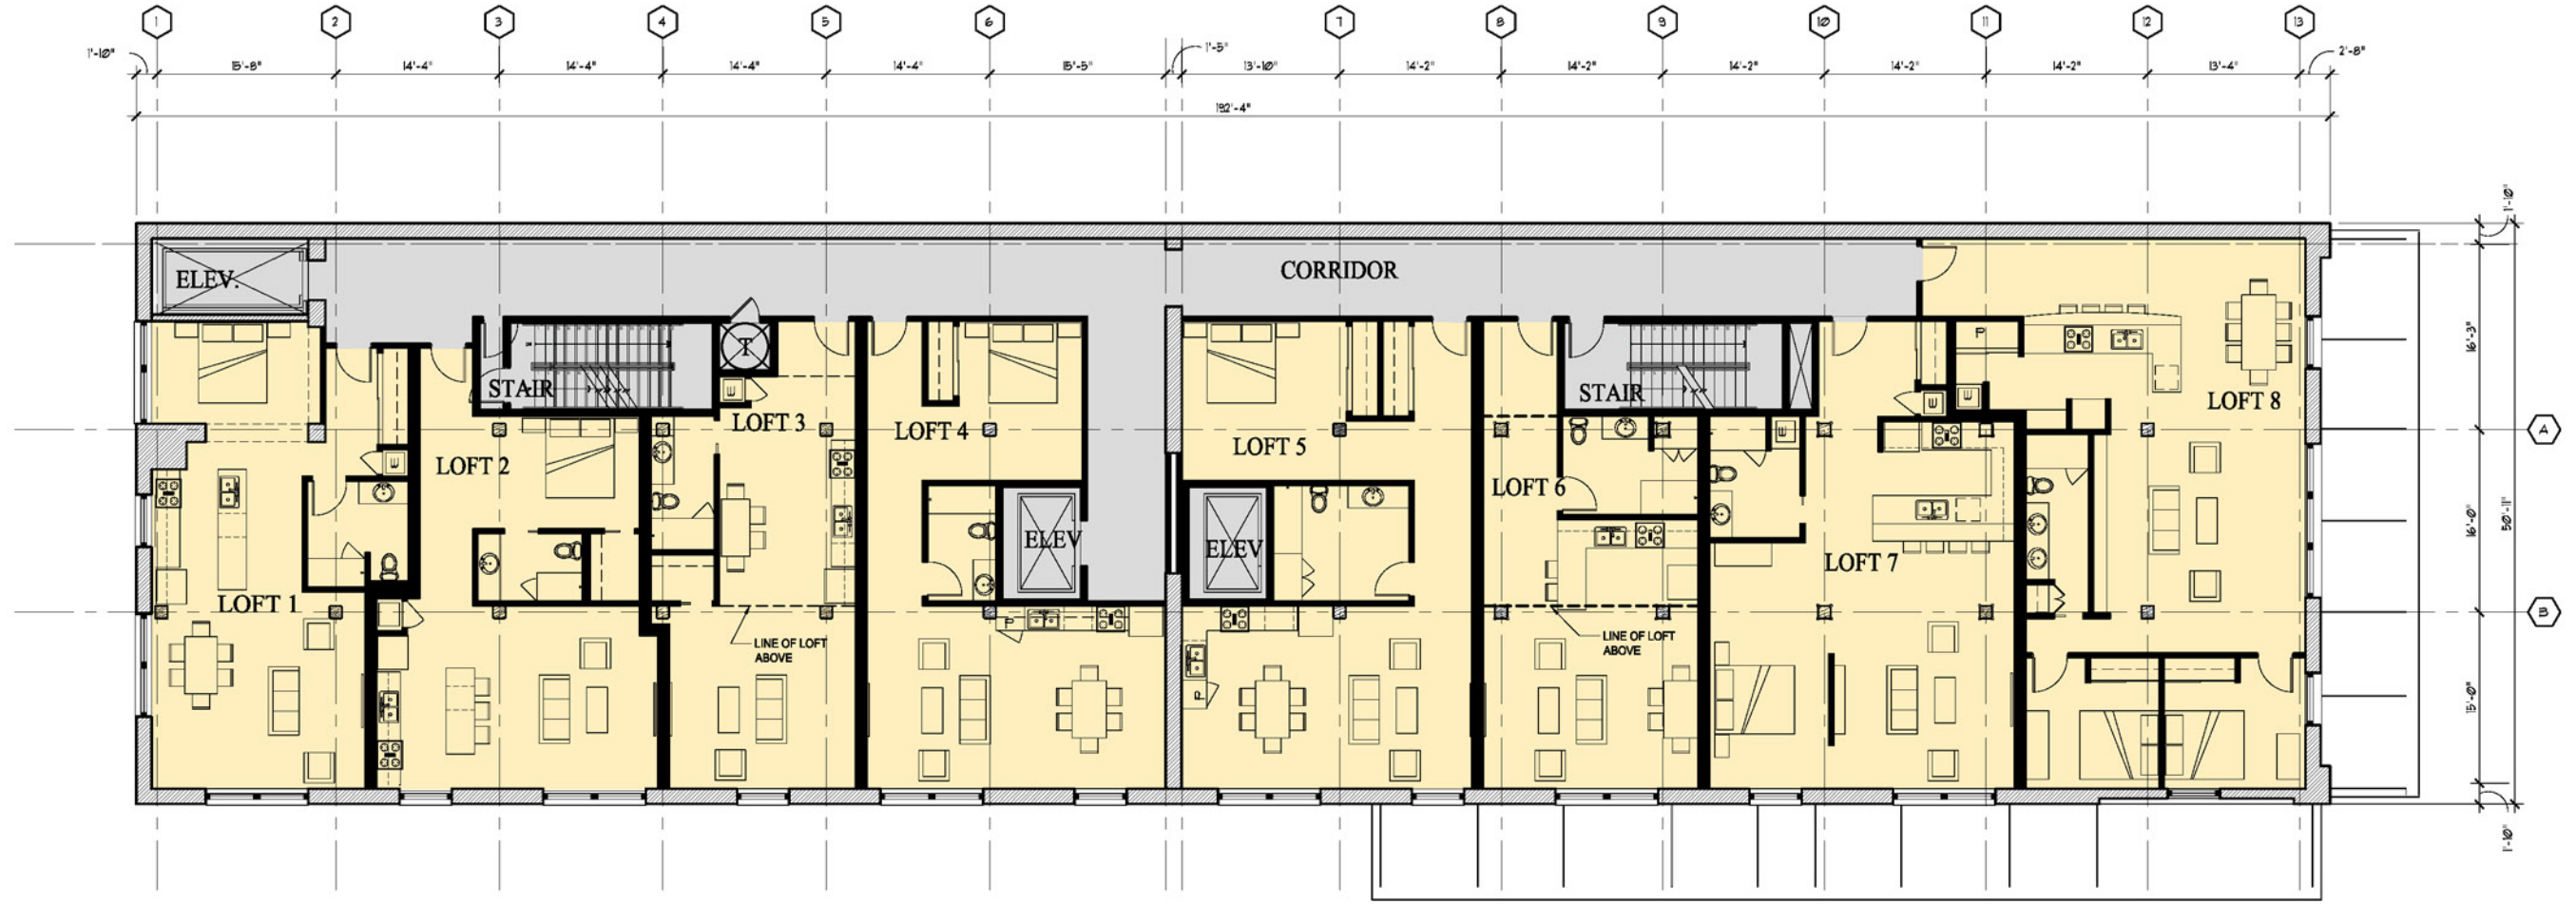 1 2 3 4 5 6 7 8 9 10 11 12 13
1'-10" 15'-8" 14'-4" 14'-4" 14'-4" 14'-4" 15'-5" 1'-5" 13'-10" 14'-2" 14'-2" 14'-2" 14'-2" 14'-2" 13'-4" 2'-8"
192'-4"
1'-10"
ELEV.
CORRIDOR
T
P
16'-3"
STAIR
E
STAIR
E
E
LOFT 8
LOFT 3
LOFT 4
LOFT 5
E
A
E
LOFT 2
LOFT 6
16'-0"
50'-11"
ELEV
ELEV
LOFT 7
LOFT 1
B
P
LINE OF LOFT
ABOVE
LINE OF LOFT
ABOVE
P
15'-0"
1'-10"